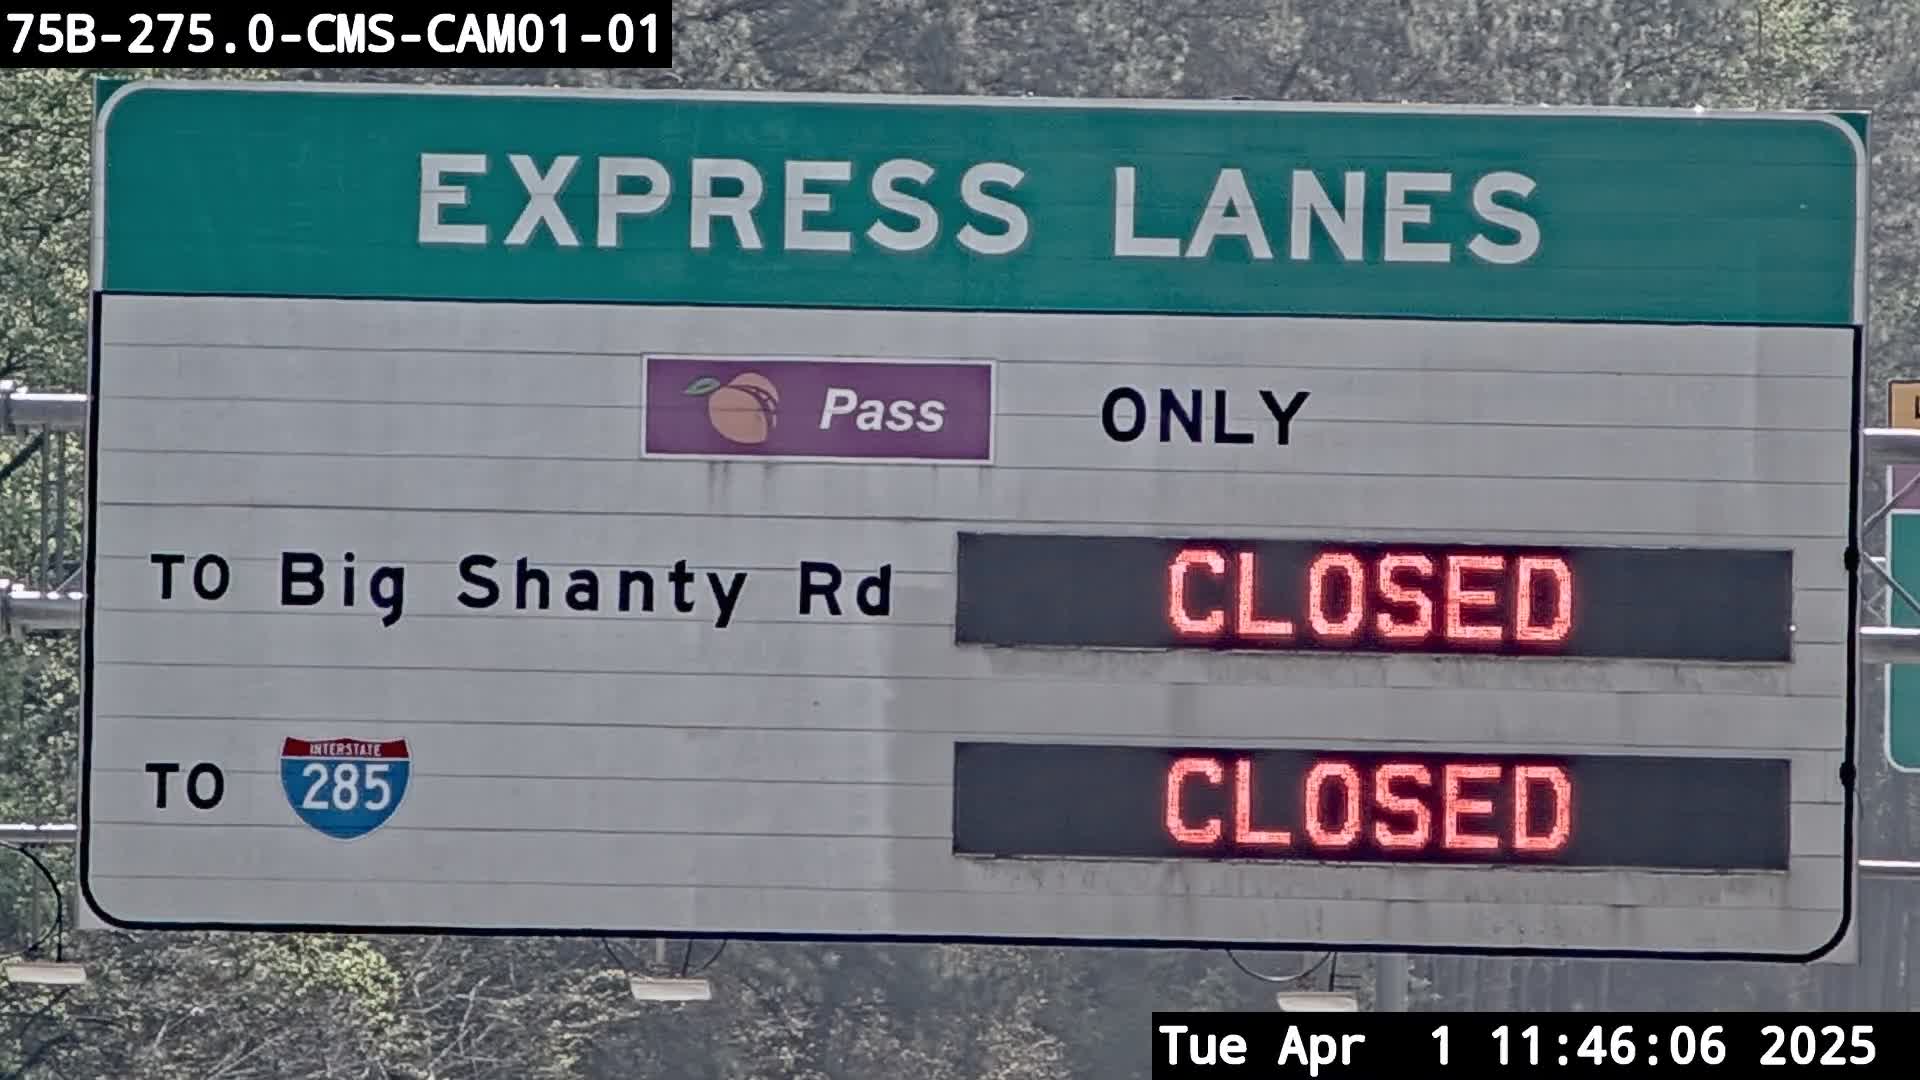 75B-275.0-CMS-CAM01-01
EXPRESS LANES
Pass ONLY
TO Big Shanty Rd CLOSED
TO INTERSTATE 285 CLOSED
Tue Apr 1 11:46:06 2025